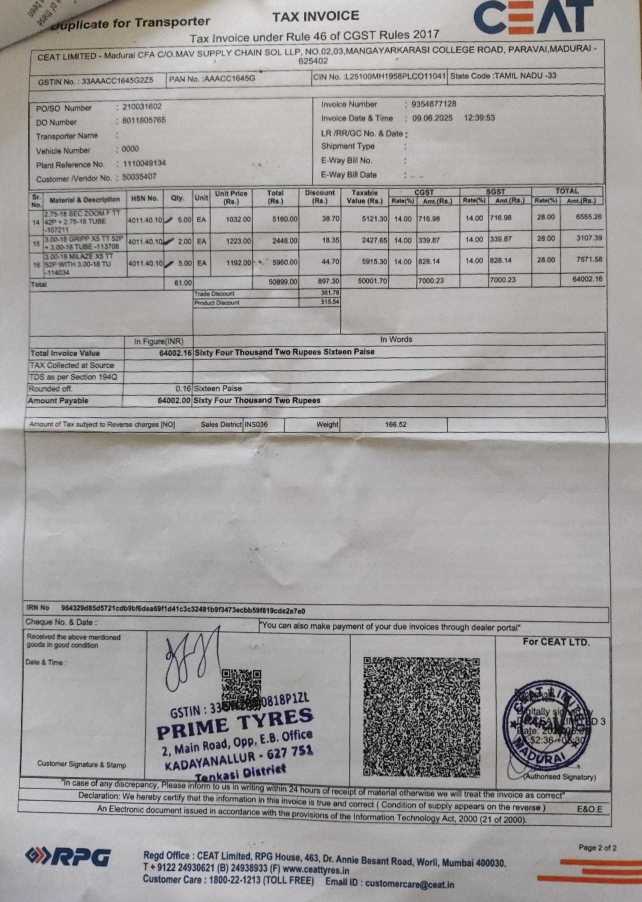 Duplicate for Transporter
TAX INVOICE
CEAT
Tax Invoice under Rule 46 of CGST Rules 2017
CEAT LIMITED - Madurai CFA C/O.MAV SUPPLY CHAIN SOL LLP, NO.02,03,MANGAYARKARASI COLLEGE ROAD, PARAVAI,MADURAI - 625402
GSTIN No. : 33AAACC1645G2Z5 PAN No. : AAACC1645G CIN No. : L25100MH1958PLC011041 State Code :TAMIL NADU -33
PO/SO Number : 210031602
DO Number : 8011805765
Transporter Name :
Vehicle Number : 0000
Plant Reference No. : 1110049134
Customer /Vendor No. : 50035407
Invoice Number : 9354677128
Invoice Date & Time : 09.06.2025 12:39:53
LR /RR/GC No. & Date :
Shipment Type :
E-Way Bill No. :
E-Way Bill Date :
Sr. No. Material & Description HSN No. Qty. Unit Unit Price (Rs.) Total (Rs.) Discount (Rs.) Taxable Value (Rs.) CGST Rate(%) Amt.(Rs.) SGST Rate(%) Amt.(Rs.) TOTAL Rate(%) Amt.(Rs.)
14 2.75-18 SEC ZOOM F TT 42P + 2.75-18 TUBE -107211 4011.40.10 5.00 EA 1032.00 5160.00 38.70 5121.30 14.00 716.98 14.00 716.98 28.00 6555.26
15 3.00-18 GRIPP X5 TT 52P + 3.00-18 TUBE -113708 4011.40.10 2.00 EA 1223.00 2446.00 18.35 2427.65 14.00 339.87 14.00 339.87 28.00 3107.39
16 3.00-18 MILAZE X5 TT 52P WITH 3.00-18 TU -114034 4011.40.10 5.00 EA 1192.00 5960.00 44.70 5915.30 14.00 828.14 14.00 828.14 28.00 7571.58
Total 61.00 50899.00 897.30 50001.70 7000.23 7000.23 64002.16
Trade Discount 381.76
Product Discount 515.54
In Figure(INR) In Words
Total Invoice Value 64002.16 Sixty Four Thousand Two Rupees Sixteen Paise
TAX Collected at Source
TDS as per Section 194Q
Rounded off. 0.16 Sixteen Paise
Amount Payable 64002.00 Sixty Four Thousand Two Rupees
Amount of Tax subject to Reverse charges [NO] Sales District INS036 Weight 166.52
IRN No
Cheque No. & Date :
"You can also make payment of your due invoices through dealer portal"
Received the above mentioned goods in good condition
Date & Time :
Customer Signature & Stamp
GSTIN :
PRIME TYRES
2, Main Road, Opp, E.B. Office
KADAYANALLUR - 627 751
Tenkasi District
For CEAT LTD.
CEAT LIMITED
MADURAI
(Authorised Signatory)
"In case of any discrepancy, Please inform to us in writing within 24 hours of receipt of material otherwise we will treat the invoice as correct"
Declaration: We hereby certify that the information in this invoice is true and correct ( Condition of supply appears on the reverse ) E&O.E
An Electronic document issued in accordance with the provisions of the Information Technology Act, 2000 (21 of 2000).
Page 2 of 2
RPG
Regd Office : CEAT Limited, RPG House, 463, Dr. Annie Besant Road, Worli, Mumbai 400030.
T + 9122 24930621 (B) 24938933 (F) www.ceattyres.in
Customer Care : 1800-22-1213 (TOLL FREE) Email ID : customercare@ceat.in